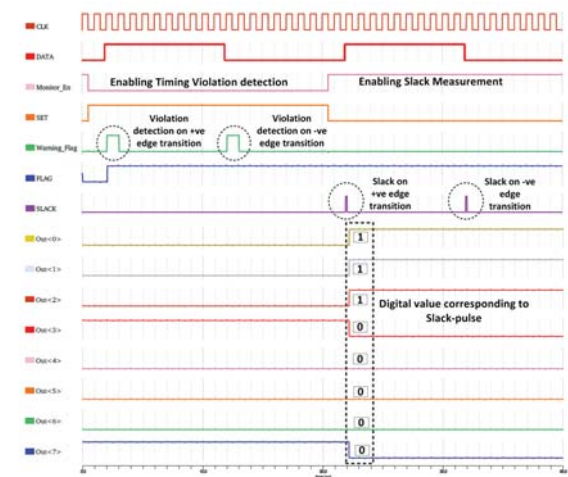 CLK
DATA
Monitor_En
Enabling Timing Violation detection
Enabling Slack Measurement
SET
Violation
detection on +ve
edge transition
Violation
detection on -ve
edge transition
Warning_Flag
FLAG
Slack on
+ve edge
transition
Slack on -ve
edge
transition
SLACK
Out<0>
1
Out<1>
1
Out<2>
1
Digital value corresponding to
Slack-pulse
Out<3>
0
Out<4>
0
Out<5>
0
Out<6>
0
Out<7>
0